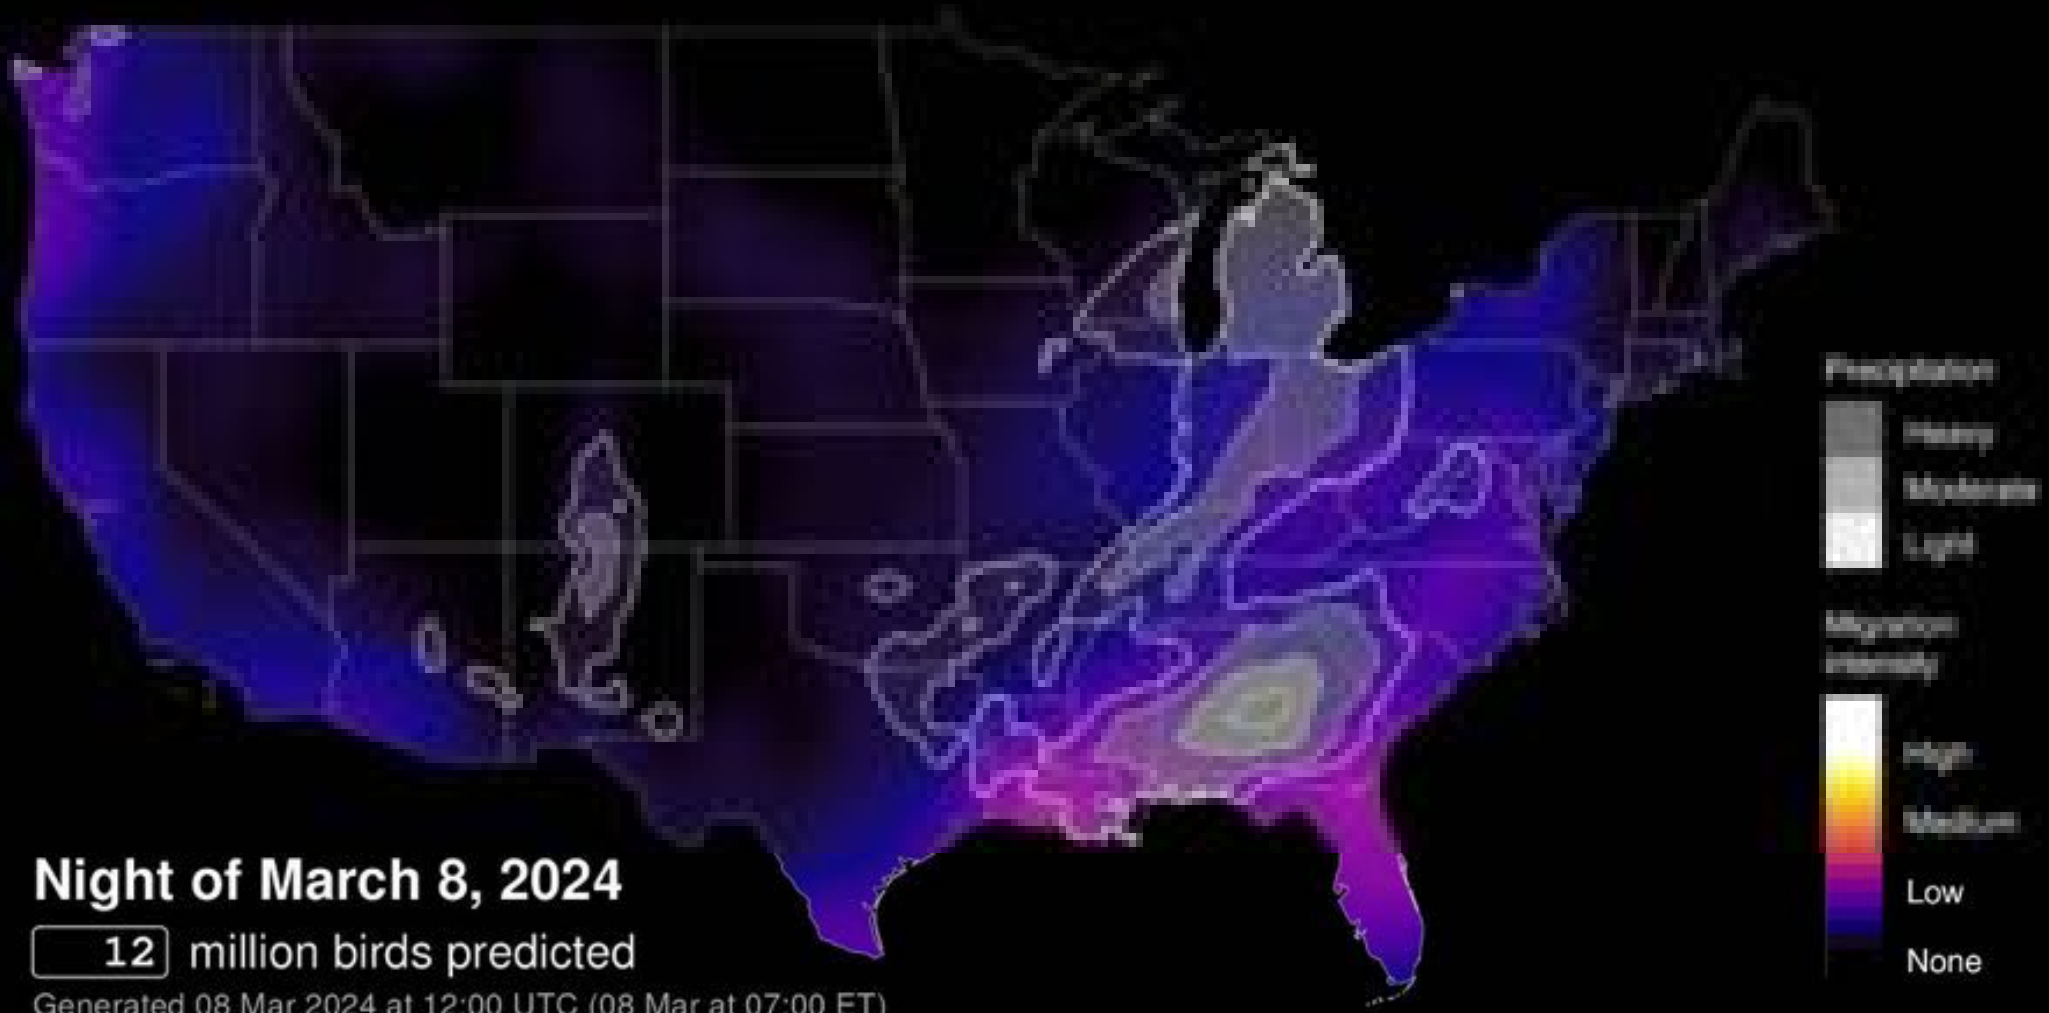 Precipitation
Heavy
Moderate
Light
Migration
Intensity
High
Medium
Low
None
Night of March 8, 2024
12 million birds predicted
Generated 08 Mar 2024 at 12:00 UTC (08 Mar at 07:00 ET)